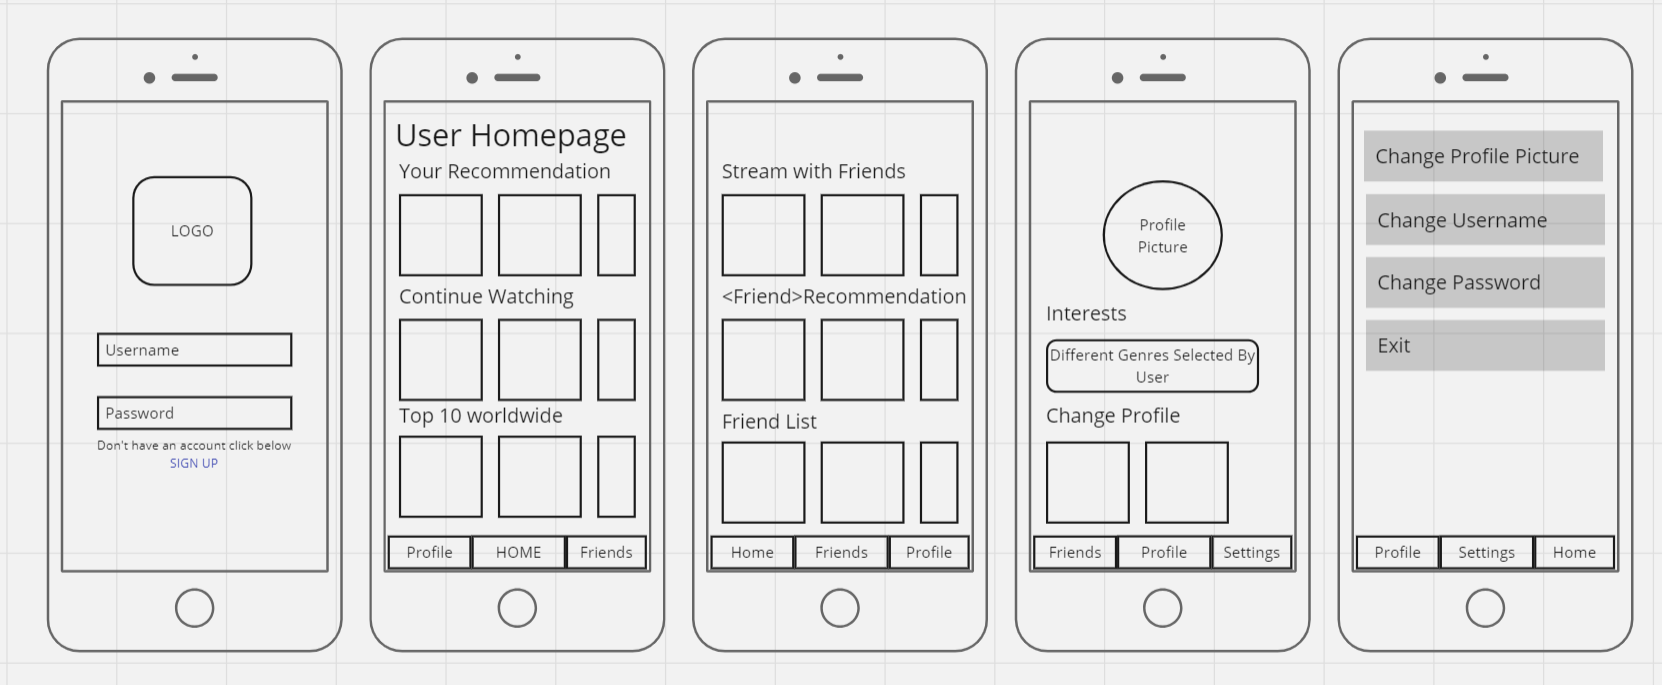 LOGO
Username
Password
Don't have an account click below
SIGN UP
User Homepage
Your Recommendation
Continue Watching
Top 10 worldwide
Profile
HOME
Friends
Stream with Friends
<Friend>Recommendation
Friend List
Home
Friends
Profile
Profile
Picture
Interests
Different Genres Selected By
User
Change Profile
Friends
Profile
Settings
Change Profile Picture
Change Username
Change Password
Exit
Profile
Settings
Home